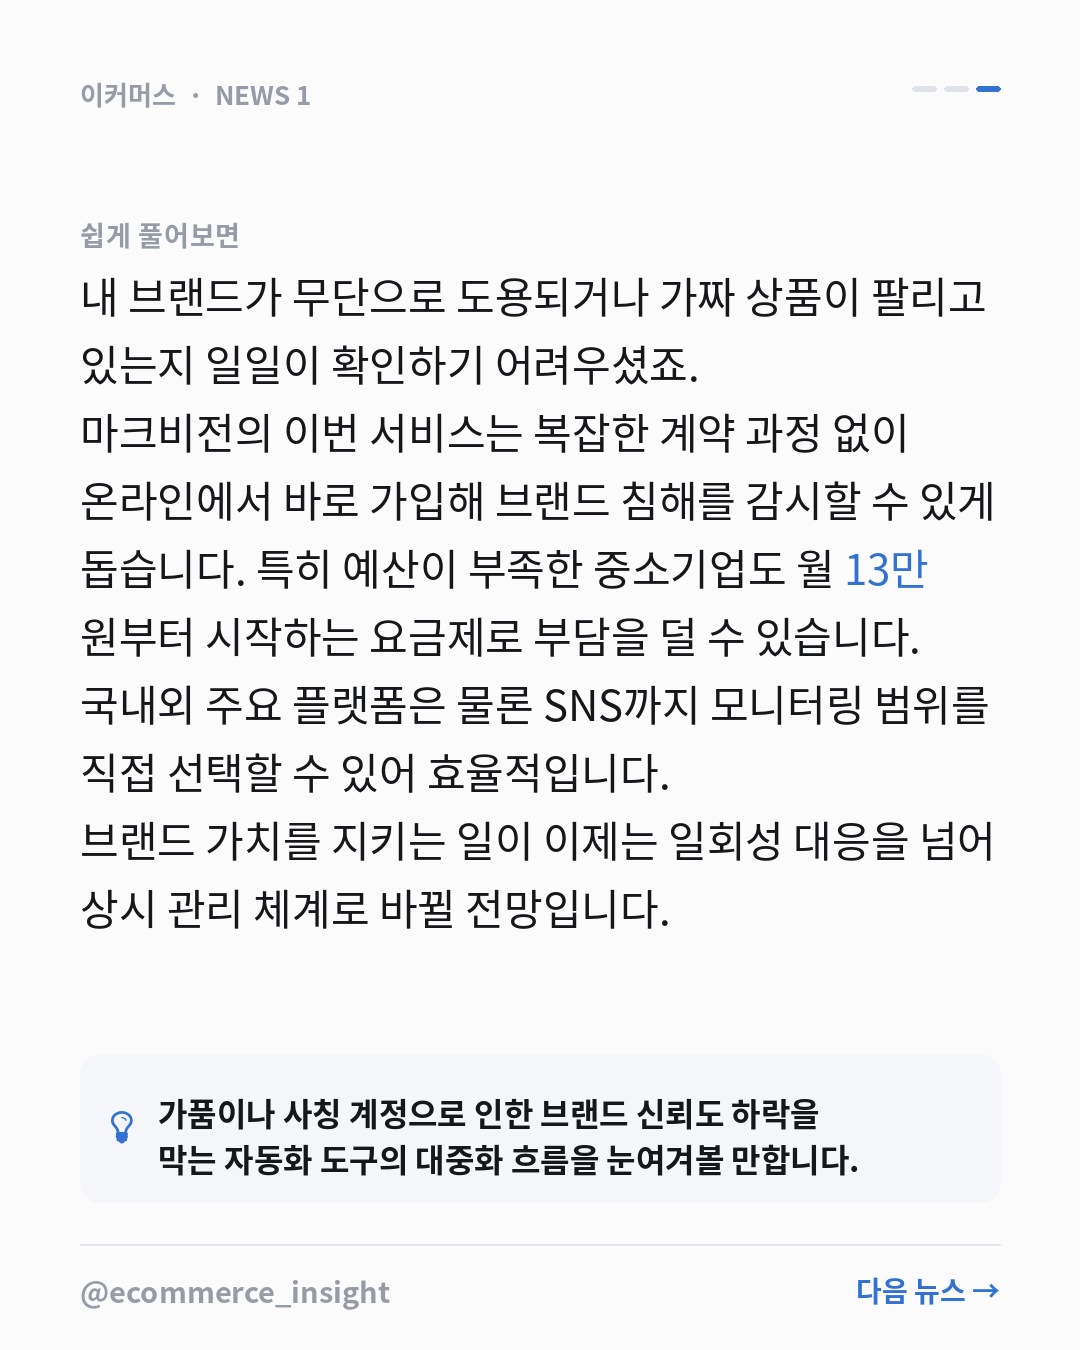 이커머스 · NEWS 1
쉽게 풀어보면
내 브랜드가 무단으로 도용되거나 가짜 상품이 팔리고
있는지 일일이 확인하기 어려우셨죠.
마크비전의 이번 서비스는 복잡한 계약 과정 없이
온라인에서 바로 가입해 브랜드 침해를 감시할 수 있게
돕습니다. 특히 예산이 부족한 중소기업도 월 13만
원부터 시작하는 요금제로 부담을 덜 수 있습니다.
국내외 주요 플랫폼은 물론 SNS까지 모니터링 범위를
직접 선택할 수 있어 효율적입니다.
브랜드 가치를 지키는 일이 이제는 일회성 대응을 넘어
상시 관리 체계로 바뀔 전망입니다.
가품이나 사칭 계정으로 인한 브랜드 신뢰도 하락을
막는 자동화 도구의 대중화 흐름을 눈여겨볼 만합니다.
@ecommerce_insight
다음 뉴스 →